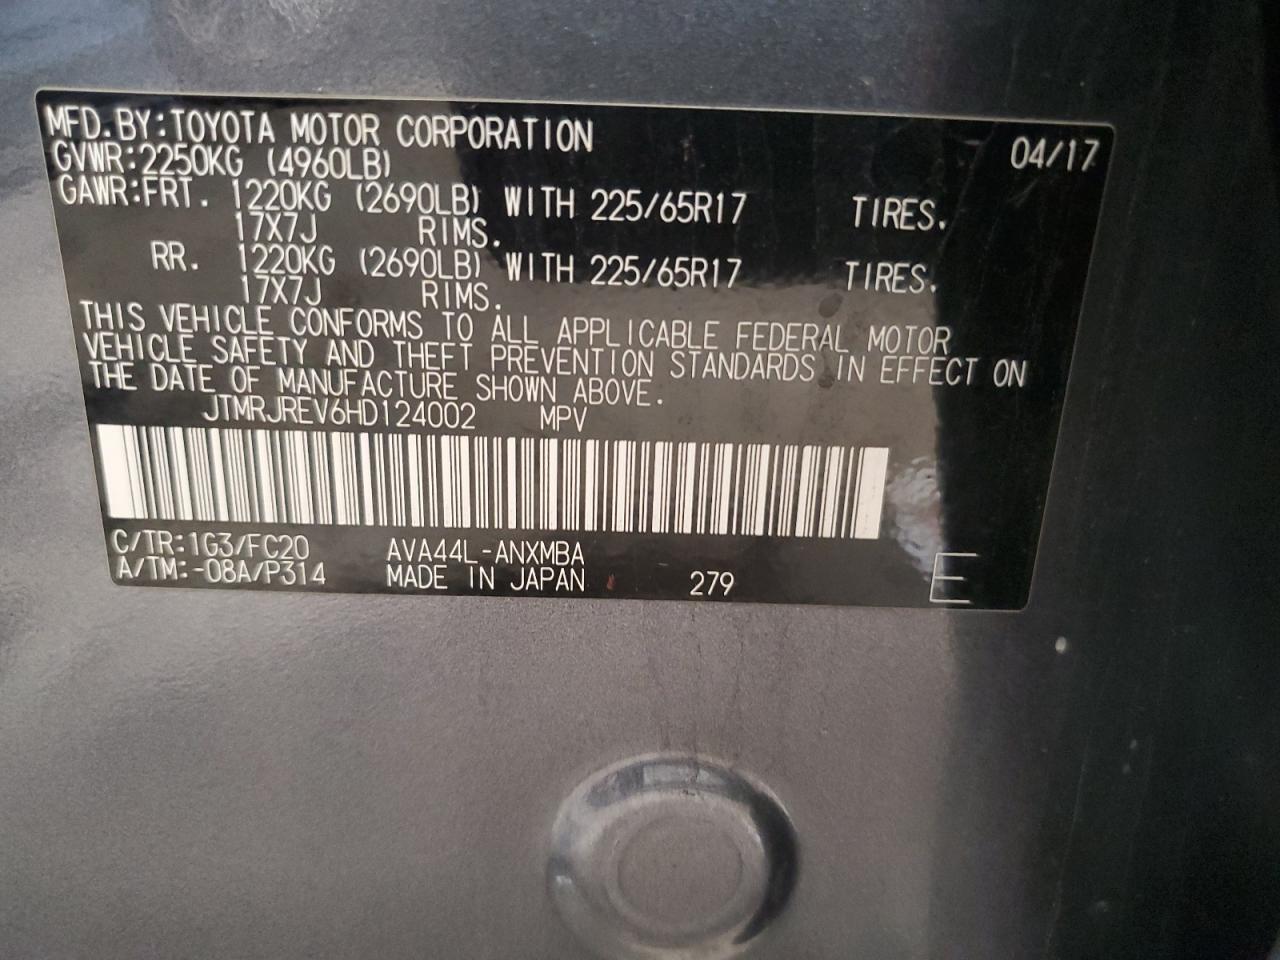 MFD.BY:TOYOTA MOTOR CORPORATION 04/17
GVWR:2250KG (4960LB)
GAWR:FRT. 1220KG (2690LB) WITH 225/65R17 TIRES.
17X7J RIMS.
RR. 1220KG (2690LB) WITH 225/65R17 TIRES.
17X7J RIMS.
THIS VEHICLE CONFORMS TO ALL APPLICABLE FEDERAL MOTOR
VEHICLE SAFETY AND THEFT PREVENTION STANDARDS IN EFFECT ON
THE DATE OF MANUFACTURE SHOWN ABOVE.
JTMRJREV6HD124002 MPV
C/TR:1G3/FC20 AVA44L-ANXMBA
A/TM:-08A/P314 MADE IN JAPAN 279 E